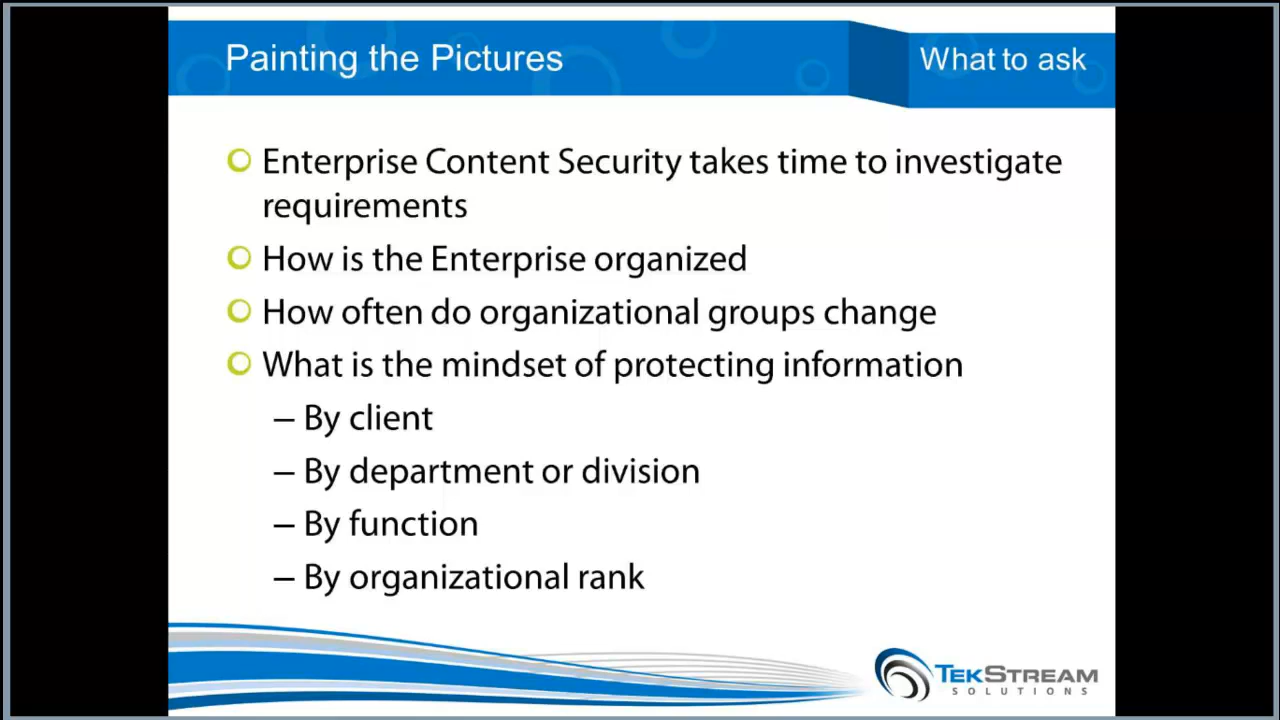 Painting the Pictures
What to ask
Enterprise Content Security takes time to investigate
requirements
How is the Enterprise organized
How often do organizational groups change
What is the mindset of protecting information
– By client
– By department or division
– By function
– By organizational rank
TEKSTREAM
SOLUTIONS